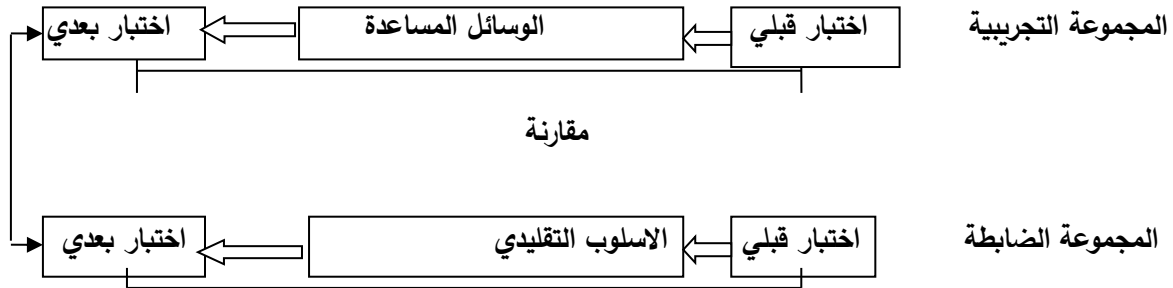 المجموعة التجريبية اختبار قبلي الوسائل المساعدة اختبار بعدي
مقارنة
المجموعة الضابطة اختبار قبلي الاسلوب التقليدي اختبار بعدي